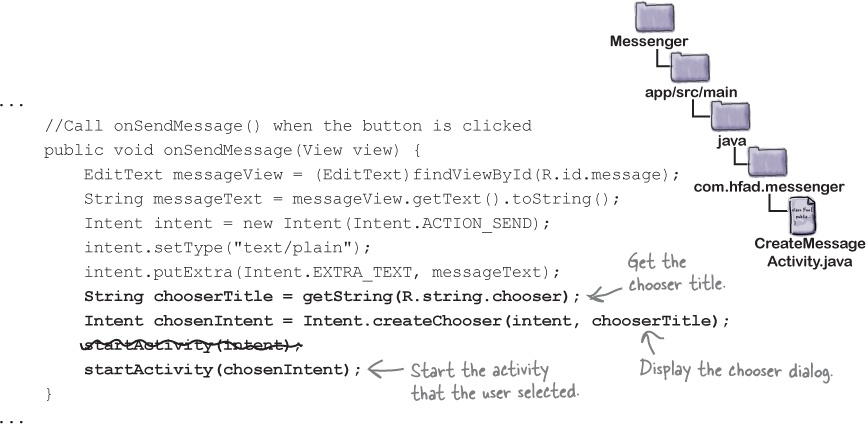 ...
//Call onSendMessage() when the button is clicked
public void onSendMessage(View view) {
EditText messageView = (EditText)findViewById(R.id.message);
String messageText = messageView.getText().toString();
Intent intent = new Intent(Intent.ACTION_SEND);
intent.setType("text/plain");
intent.putExtra(Intent.EXTRA_TEXT, messageText);
String chooserTitle = getString(R.string.chooser);
Intent chosenIntent = Intent.createChooser(intent, chooserTitle);
startActivity(intent);
startActivity(chosenIntent);
}
...
Get the
chooser title.
Display the chooser dialog.
Start the activity
that the user selected.
Messenger
app/src/main
java
com.hfad.messenger
CreateMessage
Activity.java